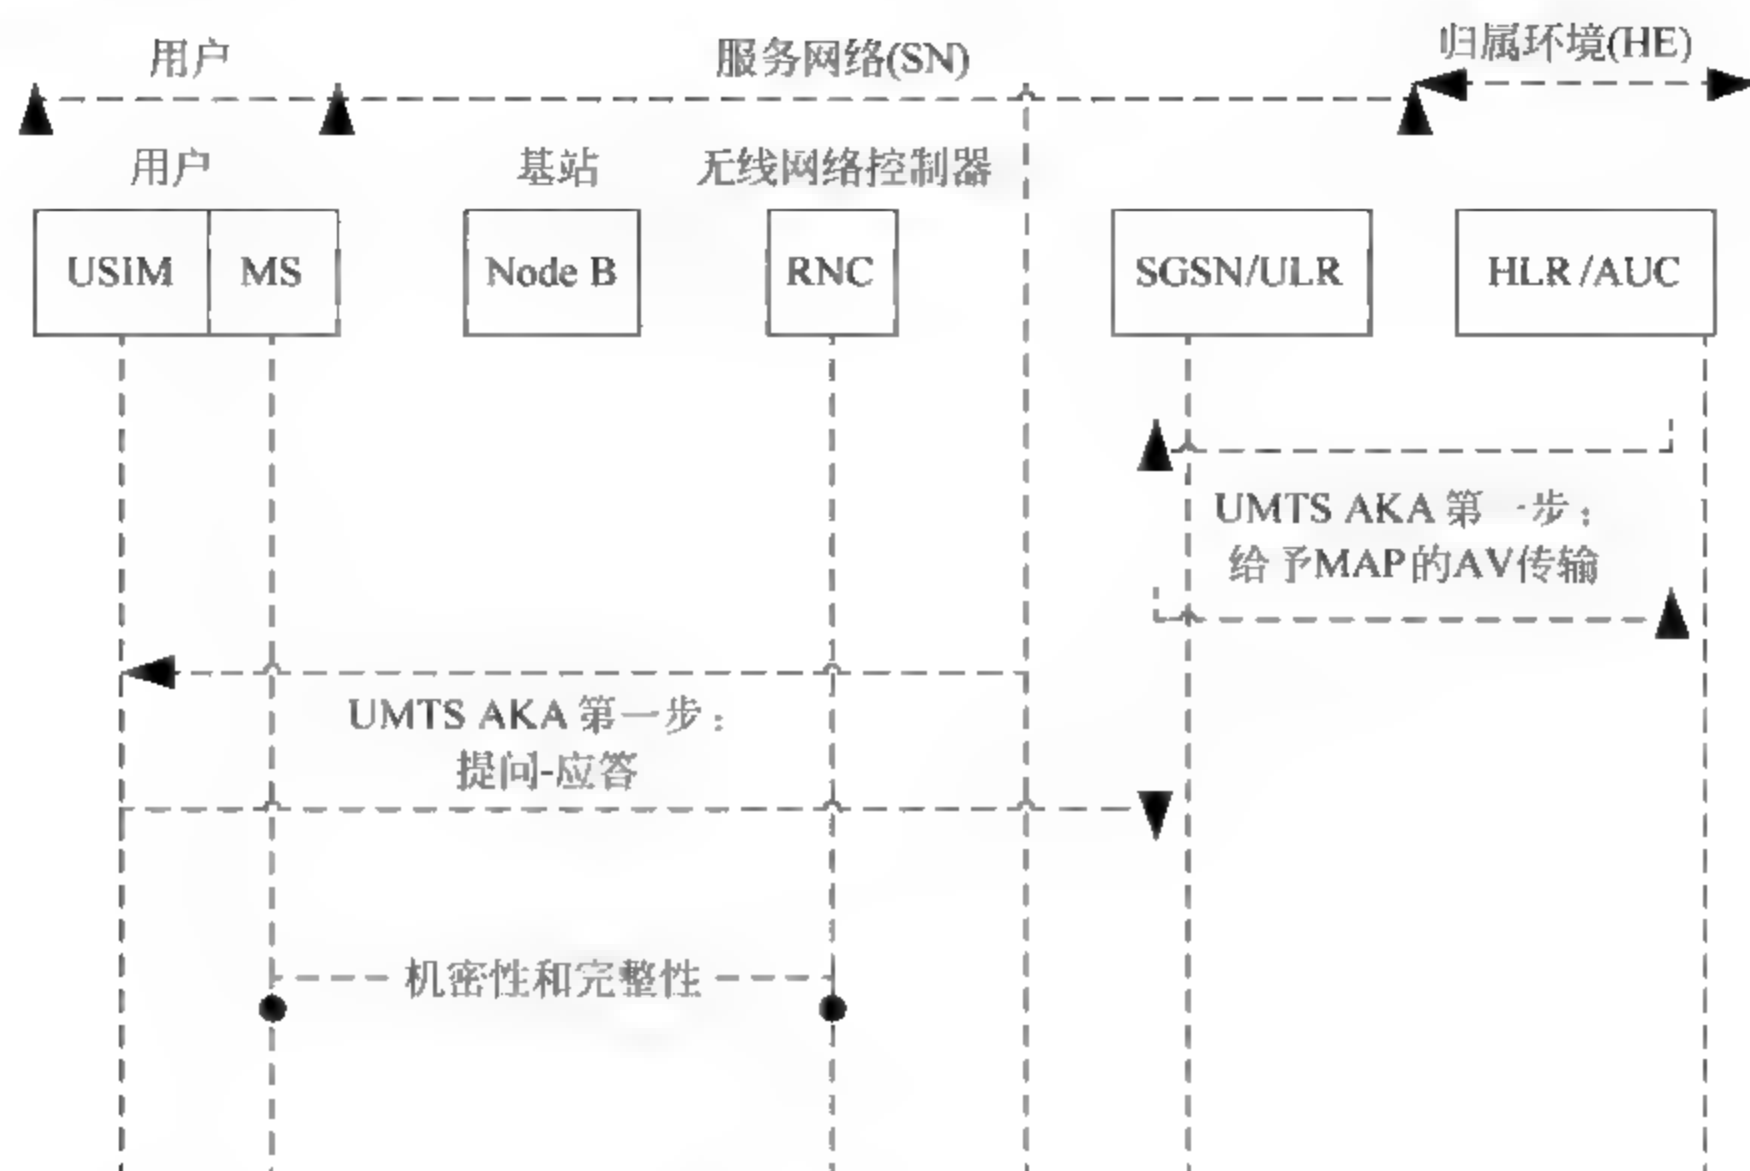 用户
服务网络(SN)
归属环境(HE)
用户
基站
无线网络控制器
USIM
MS
Node B
RNC
SGSN/ULR
HLR/AUC
UMTS AKA 第一步:
给予MAP的AV传输
UMTS AKA 第一步:
提问-应答
机密性和完整性